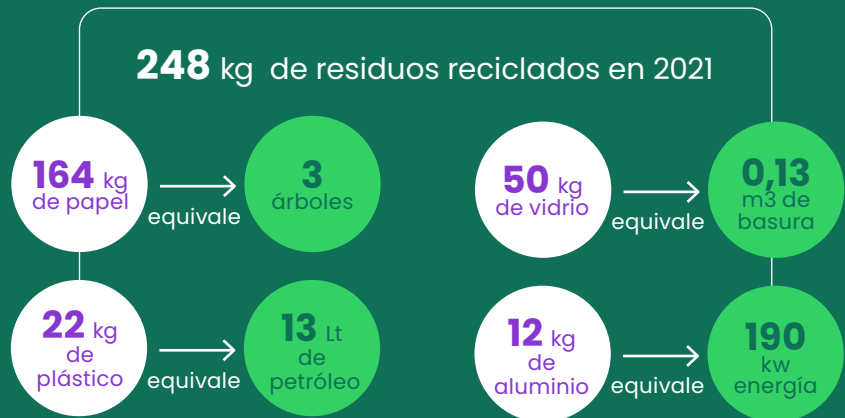 248 kg de residuos reciclados en 2021
164 kg
de papel
equivale
3
árboles
50 kg
de vidrio
equivale
0,13
m3 de
basura
22 kg
de
plástico
equivale
13 Lt
de
petróleo
12 kg
de
aluminio
equivale
190
kw
energía